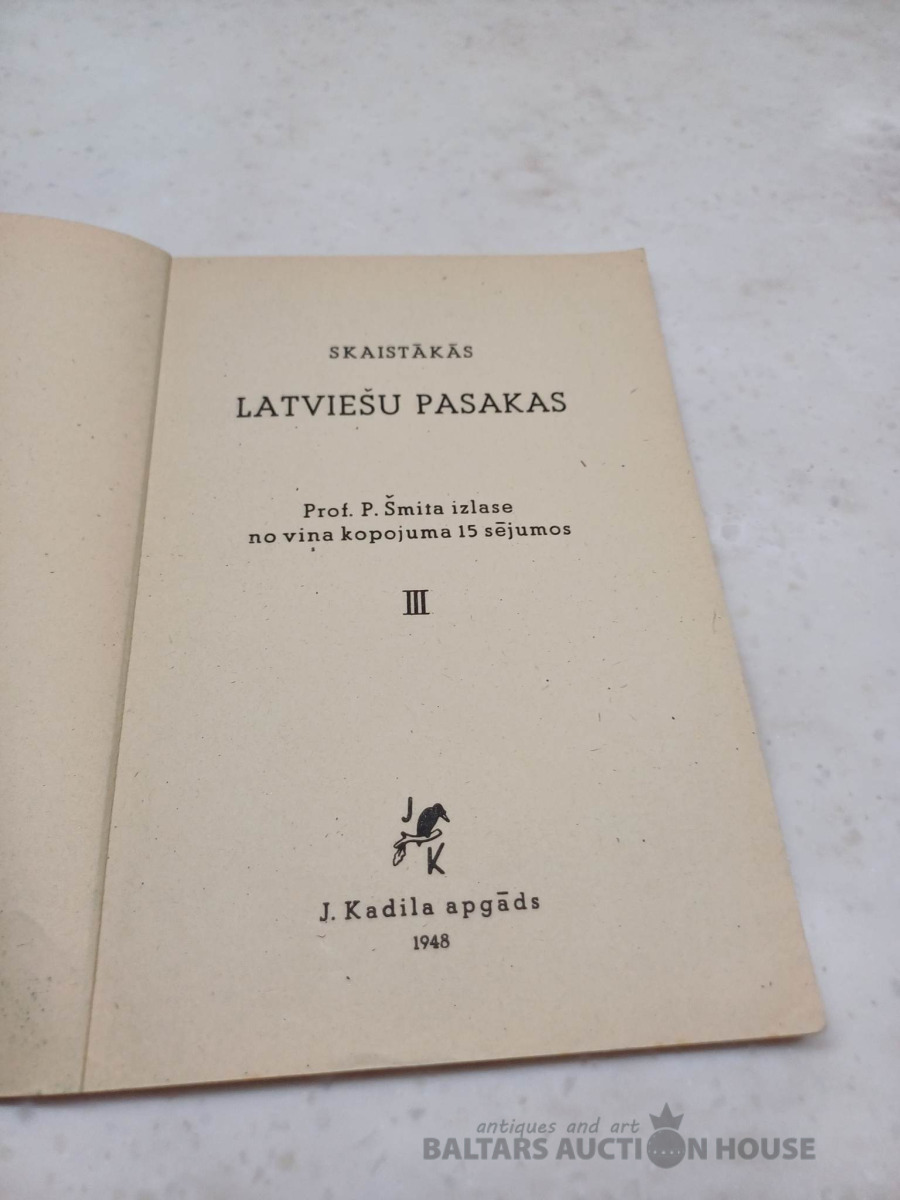 SKAISTĀKĀS
LATVIEŠU PASAKAS
Prof. P. Šmita izlase
no viņa kopojuma 15 sējumos
III
J
K
J. Kadila apgāds
1948
antiques and art
BALTARS AUCTION HOUSE